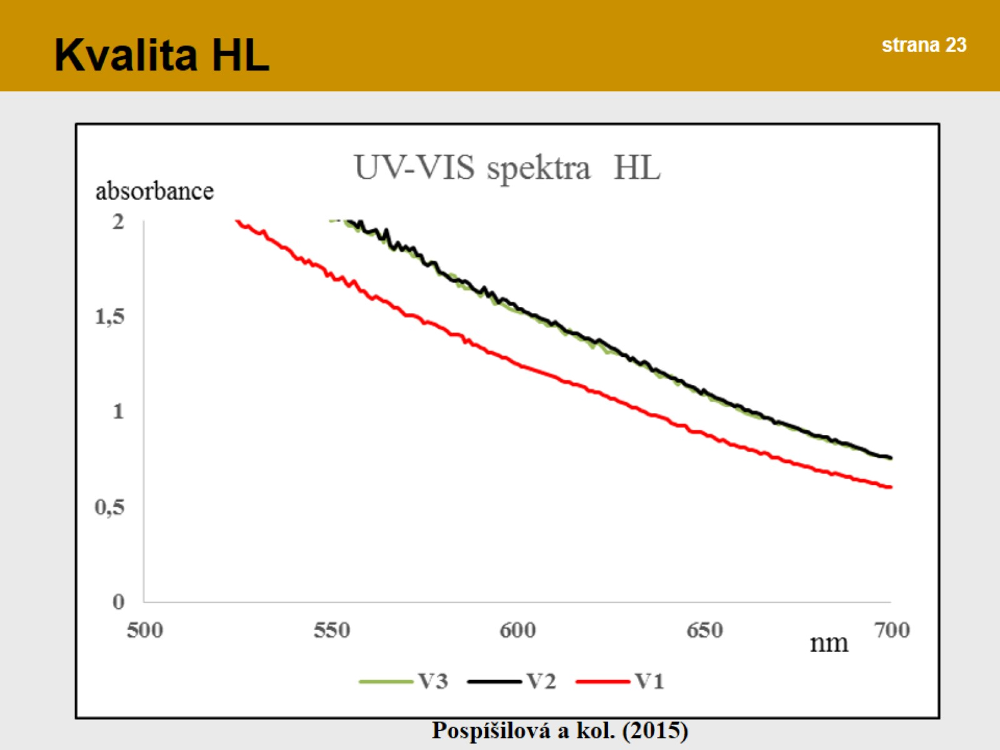 Kvalita HL
strana 23
UV-VIS spektra HL
absorbance
2
1,5
1
0,5
0
500 550 600 650 700
nm
V3 V2 V1
Pospíšilová a kol. (2015)